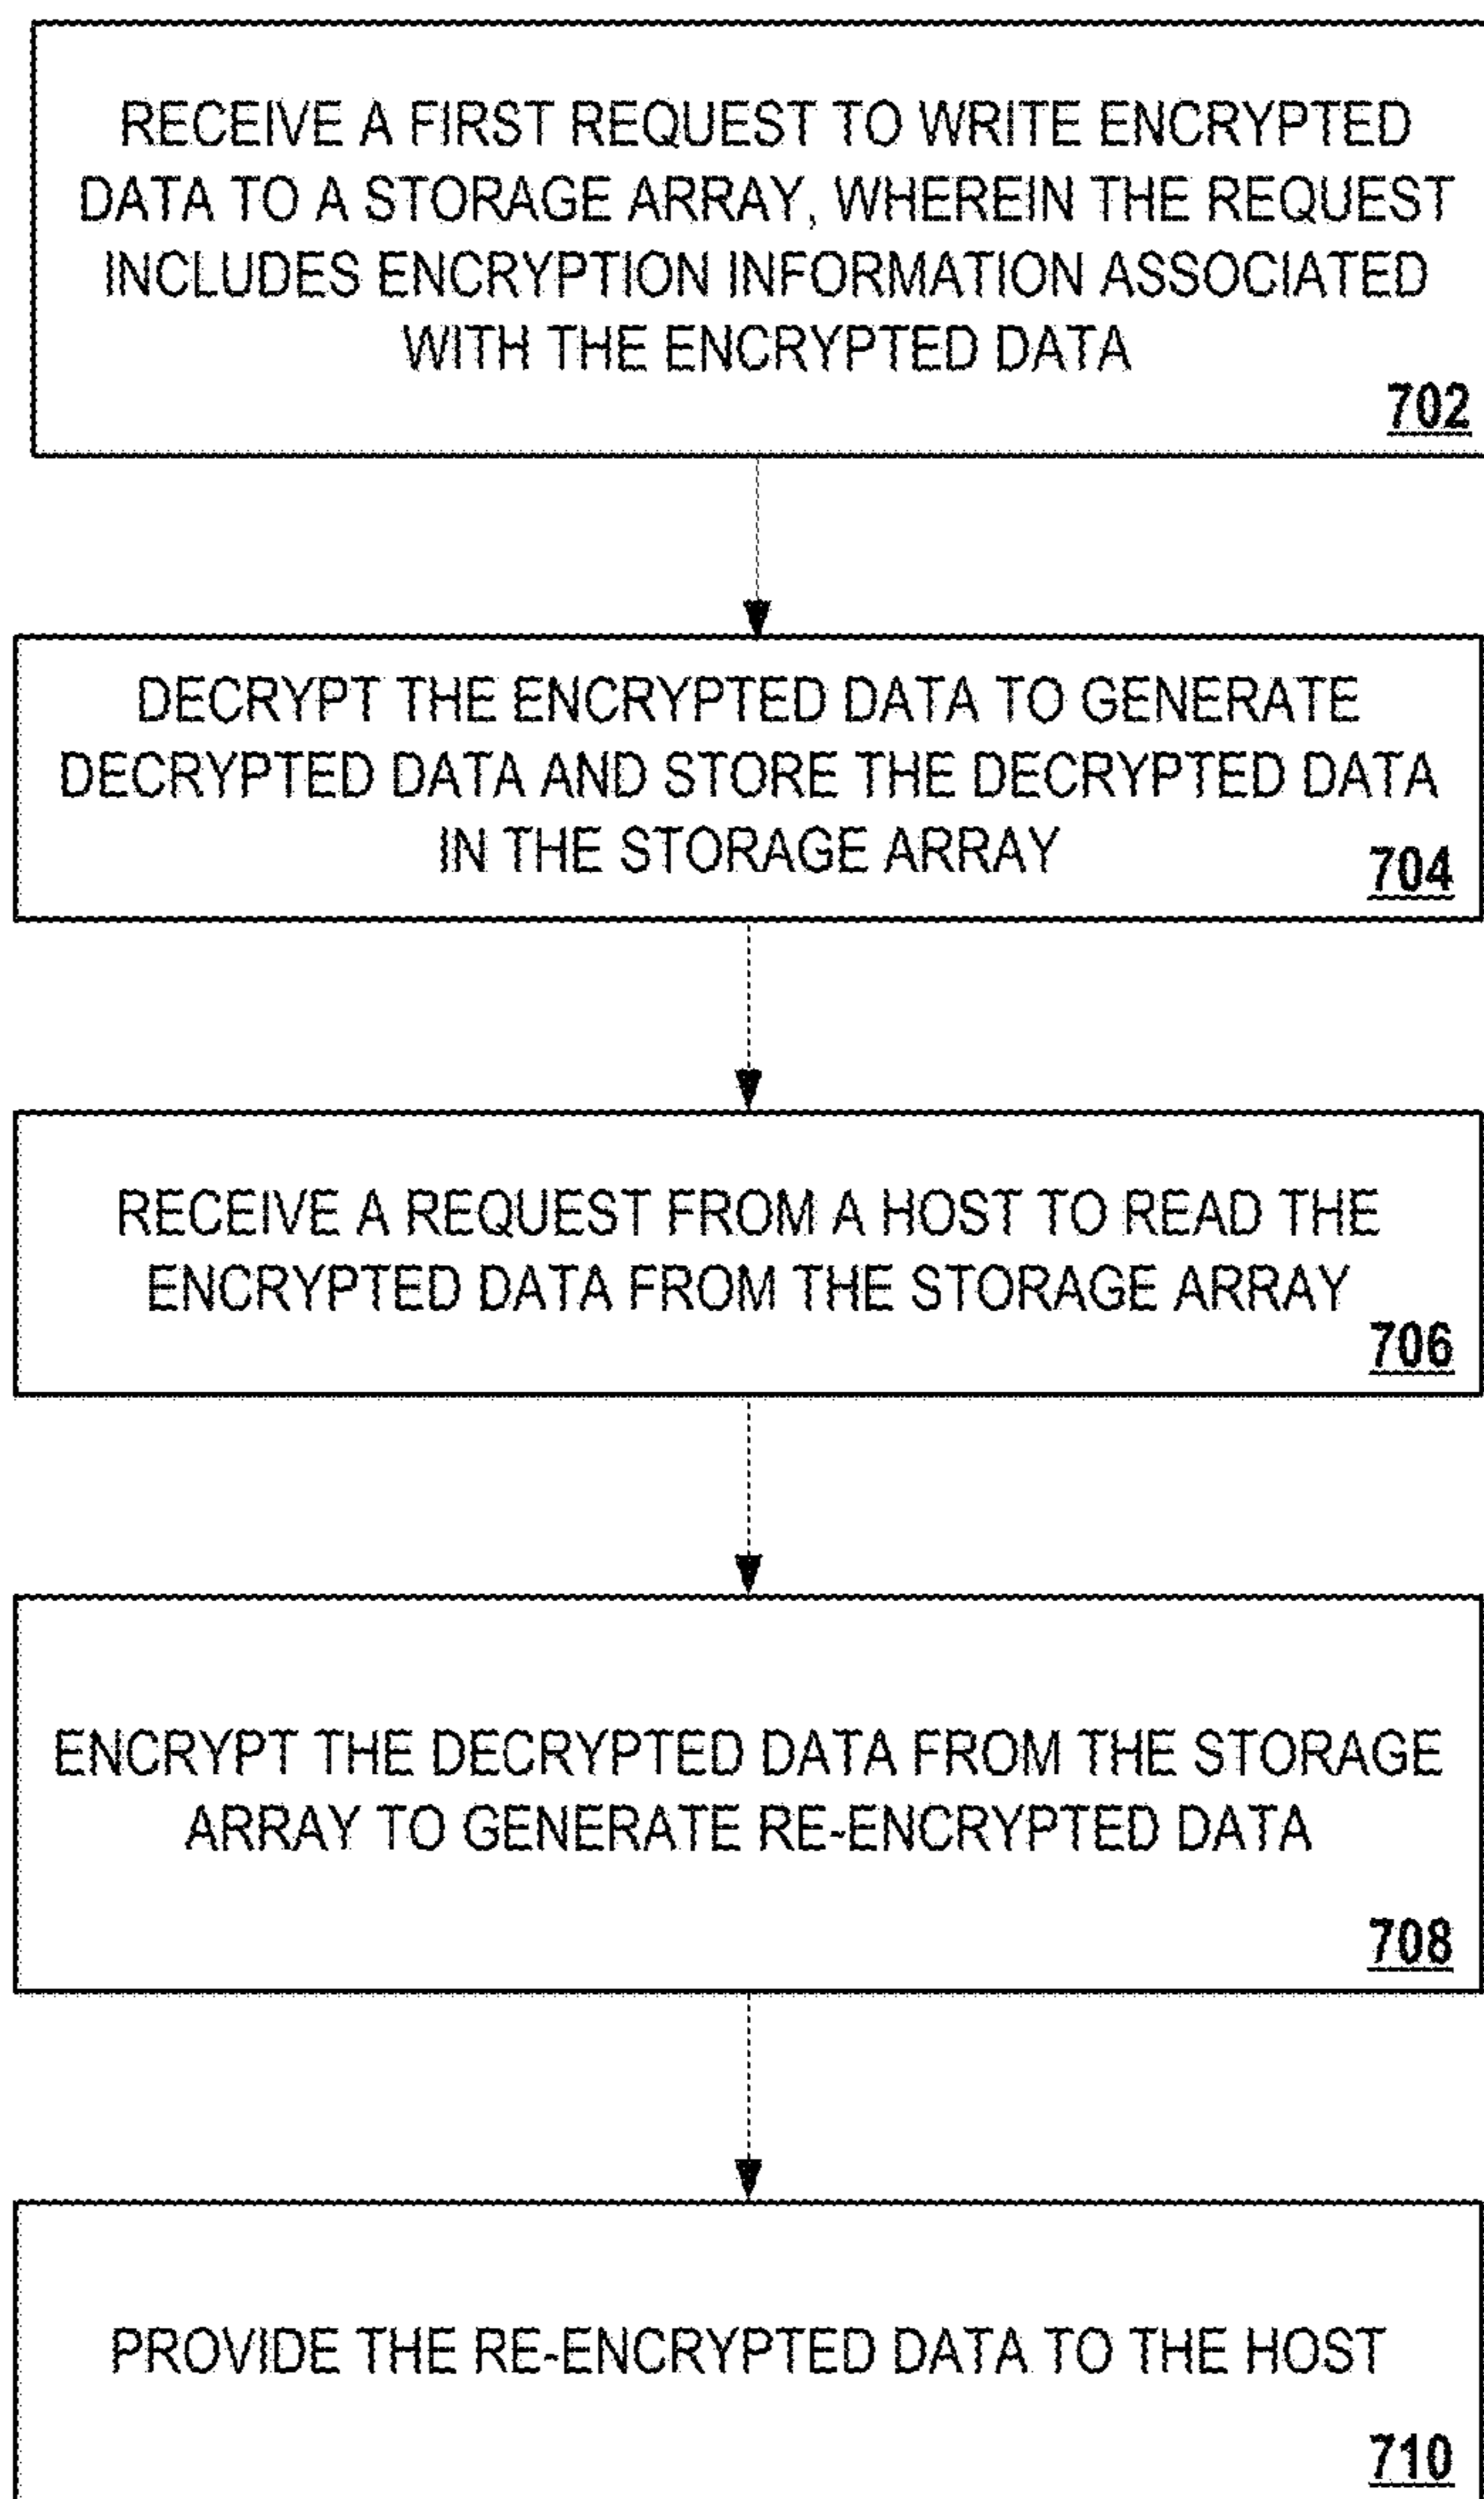 RECEIVE A FIRST REQUEST TO WRITE ENCRYPTED
DATA TO A STORAGE ARRAY, WHEREIN THE REQUEST
INCLUDES ENCRYPTION INFORMATION ASSOCIATED
WITH THE ENCRYPTED DATA
702
DECRYPT THE ENCRYPTED DATA TO GENERATE
DECRYPTED DATA AND STORE THE DECRYPTED DATA
IN THE STORAGE ARRAY
704
RECEIVE A REQUEST FROM A HOST TO READ THE
ENCRYPTED DATA FROM THE STORAGE ARRAY
706
ENCRYPT THE DECRYPTED DATA FROM THE STORAGE
ARRAY TO GENERATE RE-ENCRYPTED DATA
708
PROVIDE THE RE-ENCRYPTED DATA TO THE HOST
710